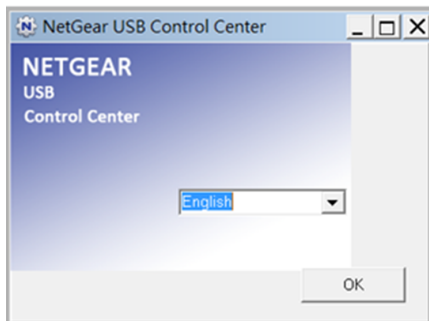 NetGear USB Control Center
NETGEAR
USB
Control Center
English
OK